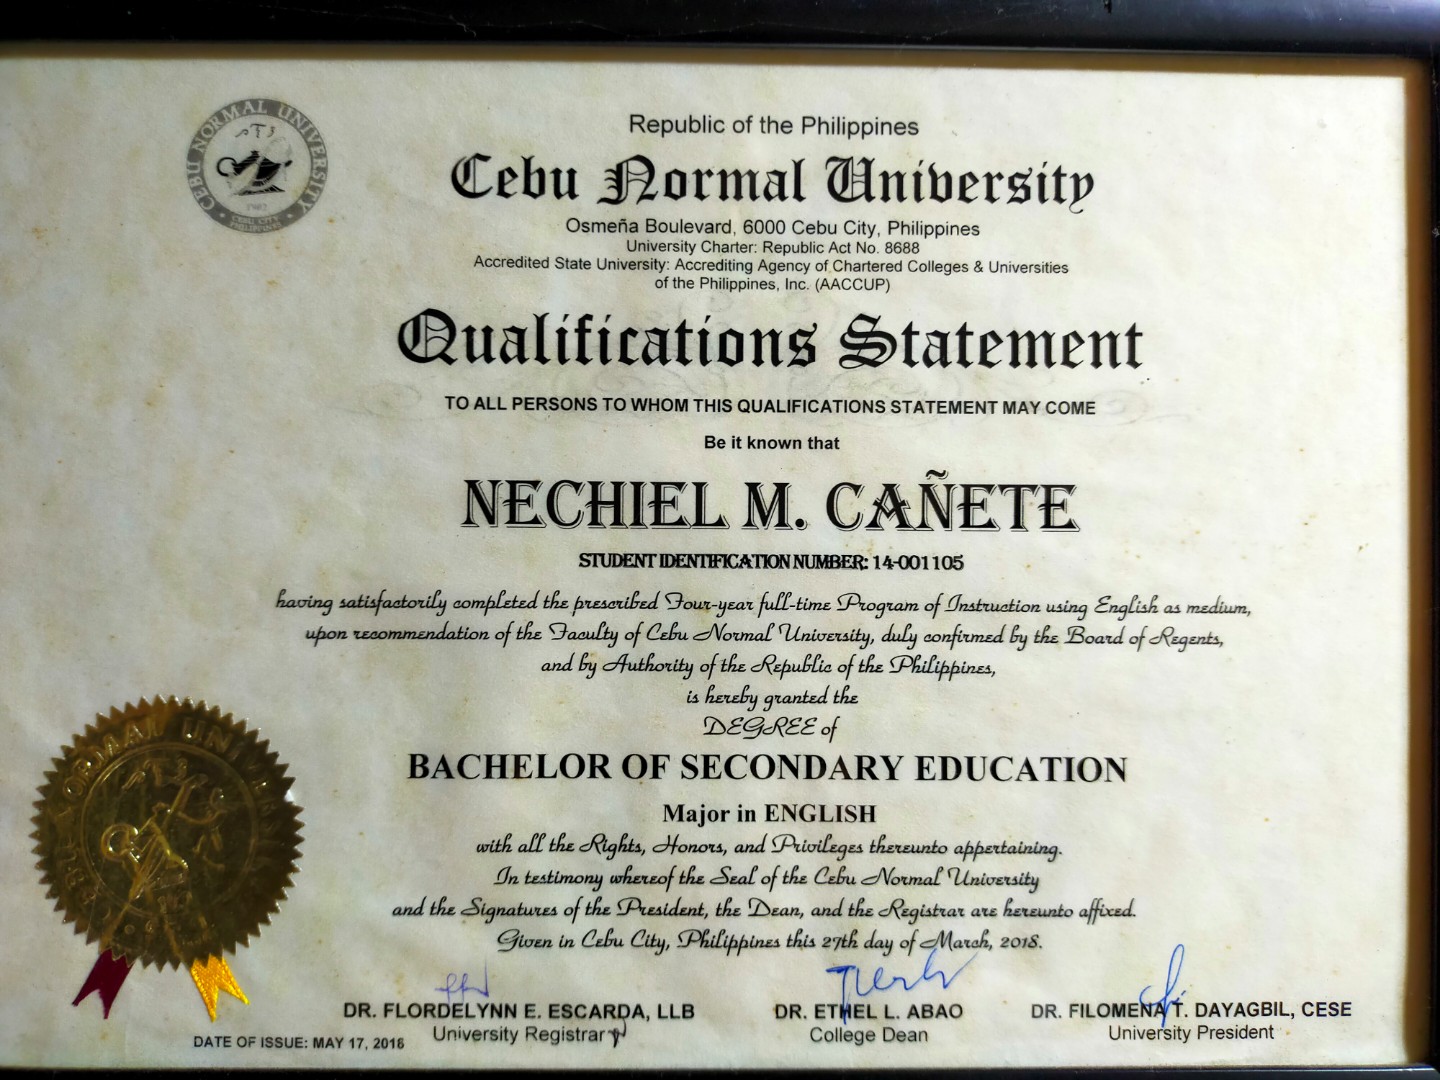 CEBU NORMAL UNIVERSITY
Republic of the Philippines
Cebu Normal University
Osmeña Boulevard, 6000 Cebu City, Philippines
University Charter: Republic Act No. 8688
Accredited State University: Accrediting Agency of Chartered Colleges & Universities
of the Philippines, Inc. (AACCUP)
Qualifications Statement
TO ALL PERSONS TO WHOM THIS QUALIFICATIONS STATEMENT MAY COME
Be it known that
NECHIEL M. CAÑETE
STUDENT IDENTIFICATION NUMBER: 14-001105
having satisfactorily completed the prescribed Four-year full-time Program of Instruction using English as medium,
upon recommendation of the Faculty of Cebu Normal University, duly confirmed by the Board of Regents,
and by Authority of the Republic of the Philippines,
is hereby granted the
DEGREE of
BACHELOR OF SECONDARY EDUCATION
Major in ENGLISH
with all the Rights, Honors, and Privileges thereunto appertaining.
In testimony whereof the Seal of the Cebu Normal University
and the Signatures of the President, the Dean, and the Registrar are hereunto affixed.
Given in Cebu City, Philippines this 27th day of March, 2018.
DR. FLORDELYNN E. ESCARDA, LLB
University Registrar
DR. ETHEL L. ABAO
College Dean
DR. FILOMENA T. DAYAGBIL, CESE
University President
DATE OF ISSUE: MAY 17, 2018